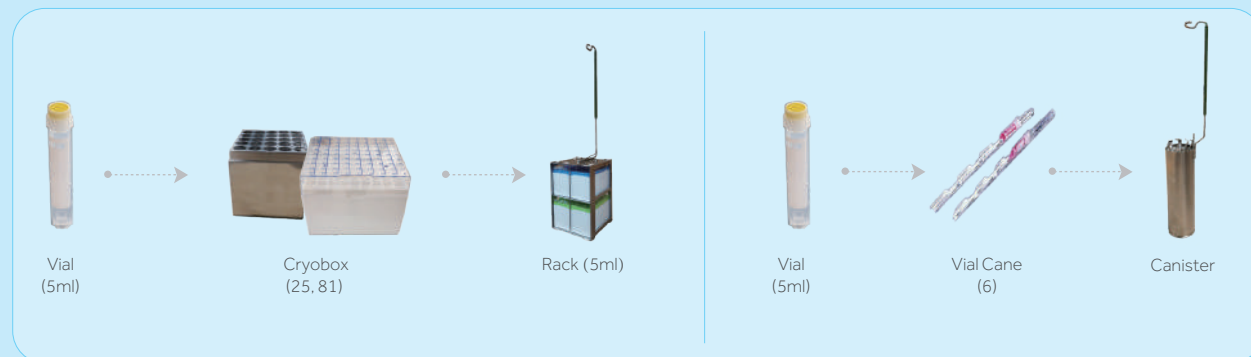 Vial
(5ml)
Cryobox
(25, 81)
Rack (5ml)
Vial
(5ml)
Vial Cane
(6)
Canister